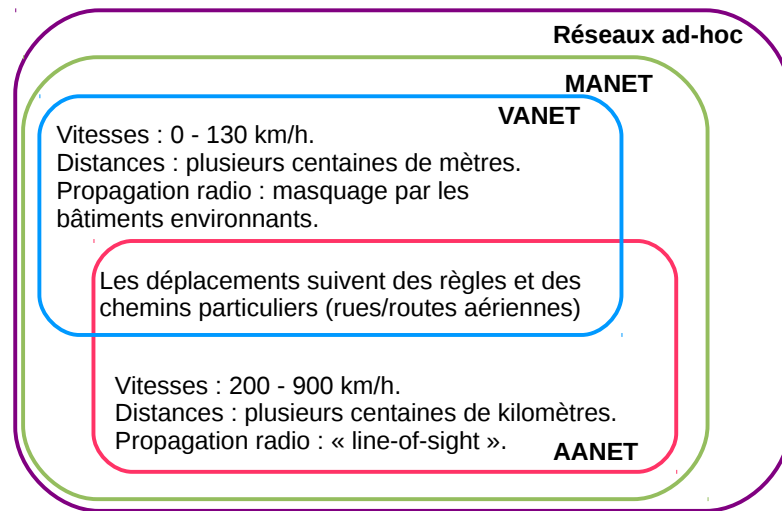 Réseaux ad-hoc
MANET
VANET
Vitesses : 0 - 130 km/h.
Distances : plusieurs centaines de mètres.
Propagation radio : masquage par les
bâtiments environnants.
Les déplacements suivent des règles et des
chemins particuliers (rues/routes aériennes)
Vitesses : 200 - 900 km/h.
Distances : plusieurs centaines de kilomètres.
Propagation radio : « line-of-sight ».
AANET